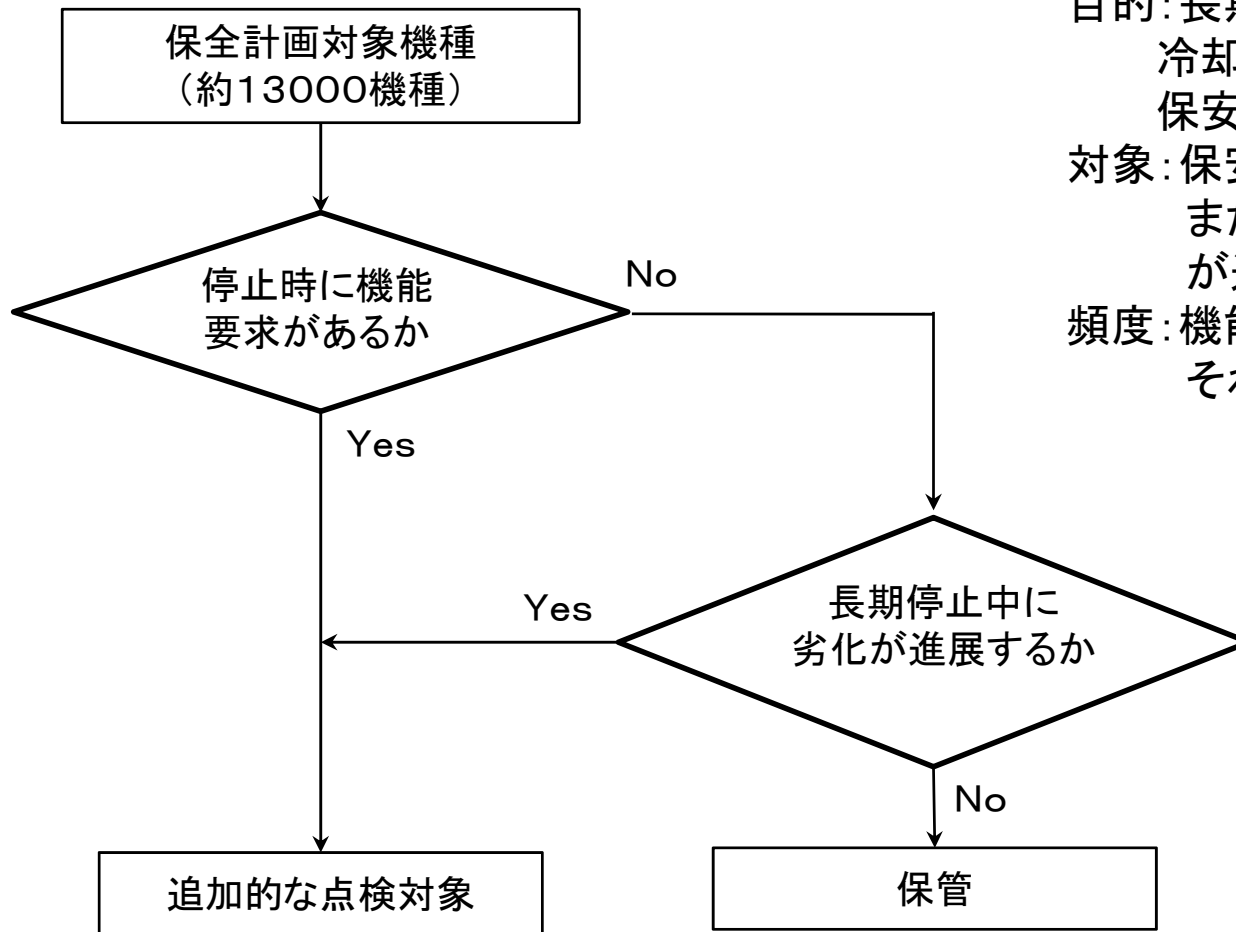 保全計画対象機種
（約１３０００機種）
停止時に機能
要求があるか
No
Yes
長期停止中に
劣化が進展するか
Yes
No
追加的な点検対象
保管
目的：長
冷却
保安
対象：保
ま
が
頻度：機
そ